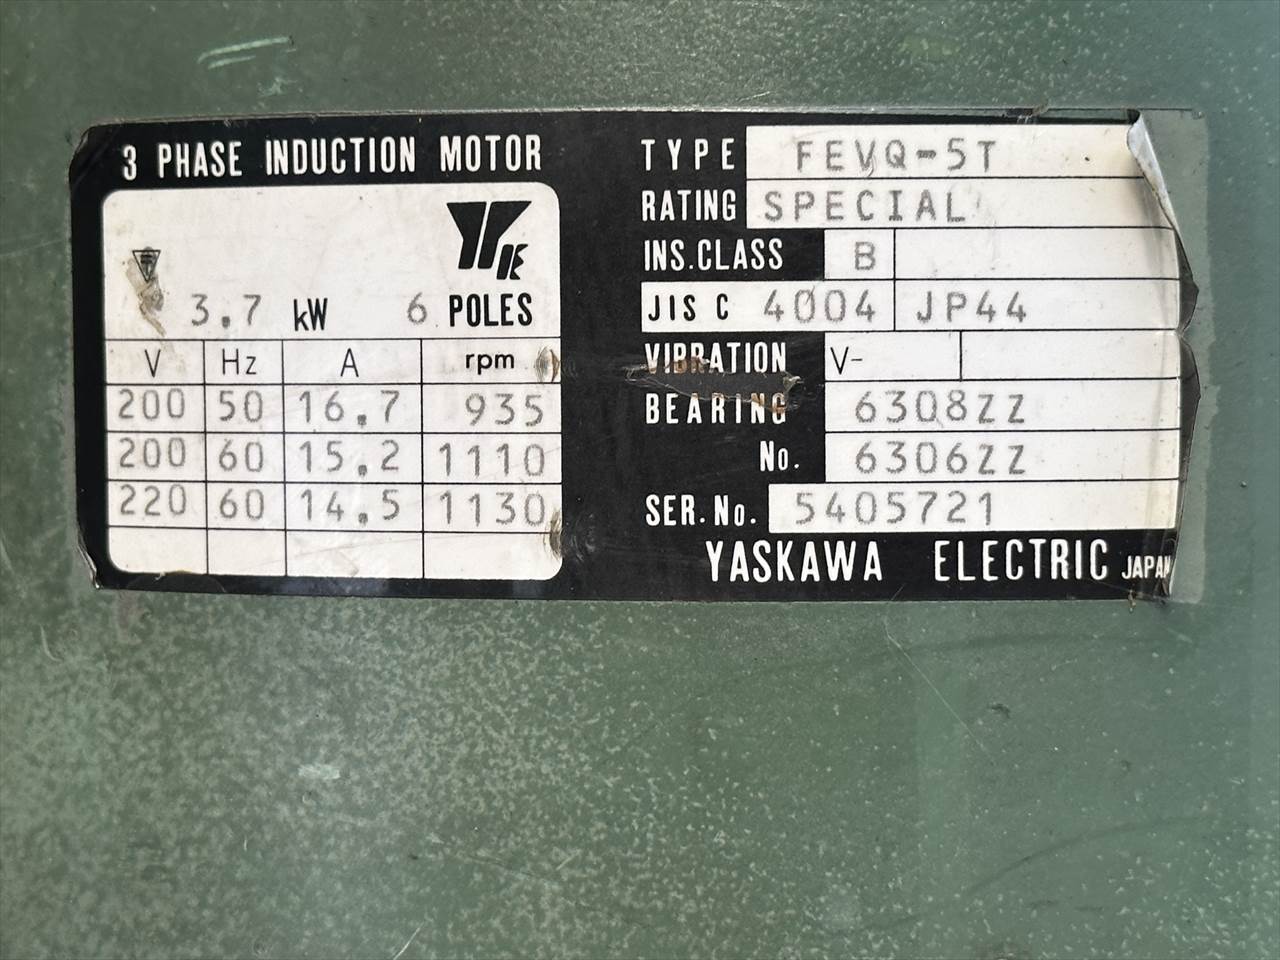 3 PHASE INDUCTION MOTOR
3.7 kW 6 POLES
V Hz A rpm
200 50 16.7 935
200 60 15.2 1110
220 60 14.5 1130
TYPE FEVQ-5T
RATING SPECIAL
INS.CLASS B
JIS C 4004 JP44
VIBRATION V-
BEARING 6308ZZ
No. 6306ZZ
SER. No. 5405721
YASKAWA ELECTRIC JAPAN